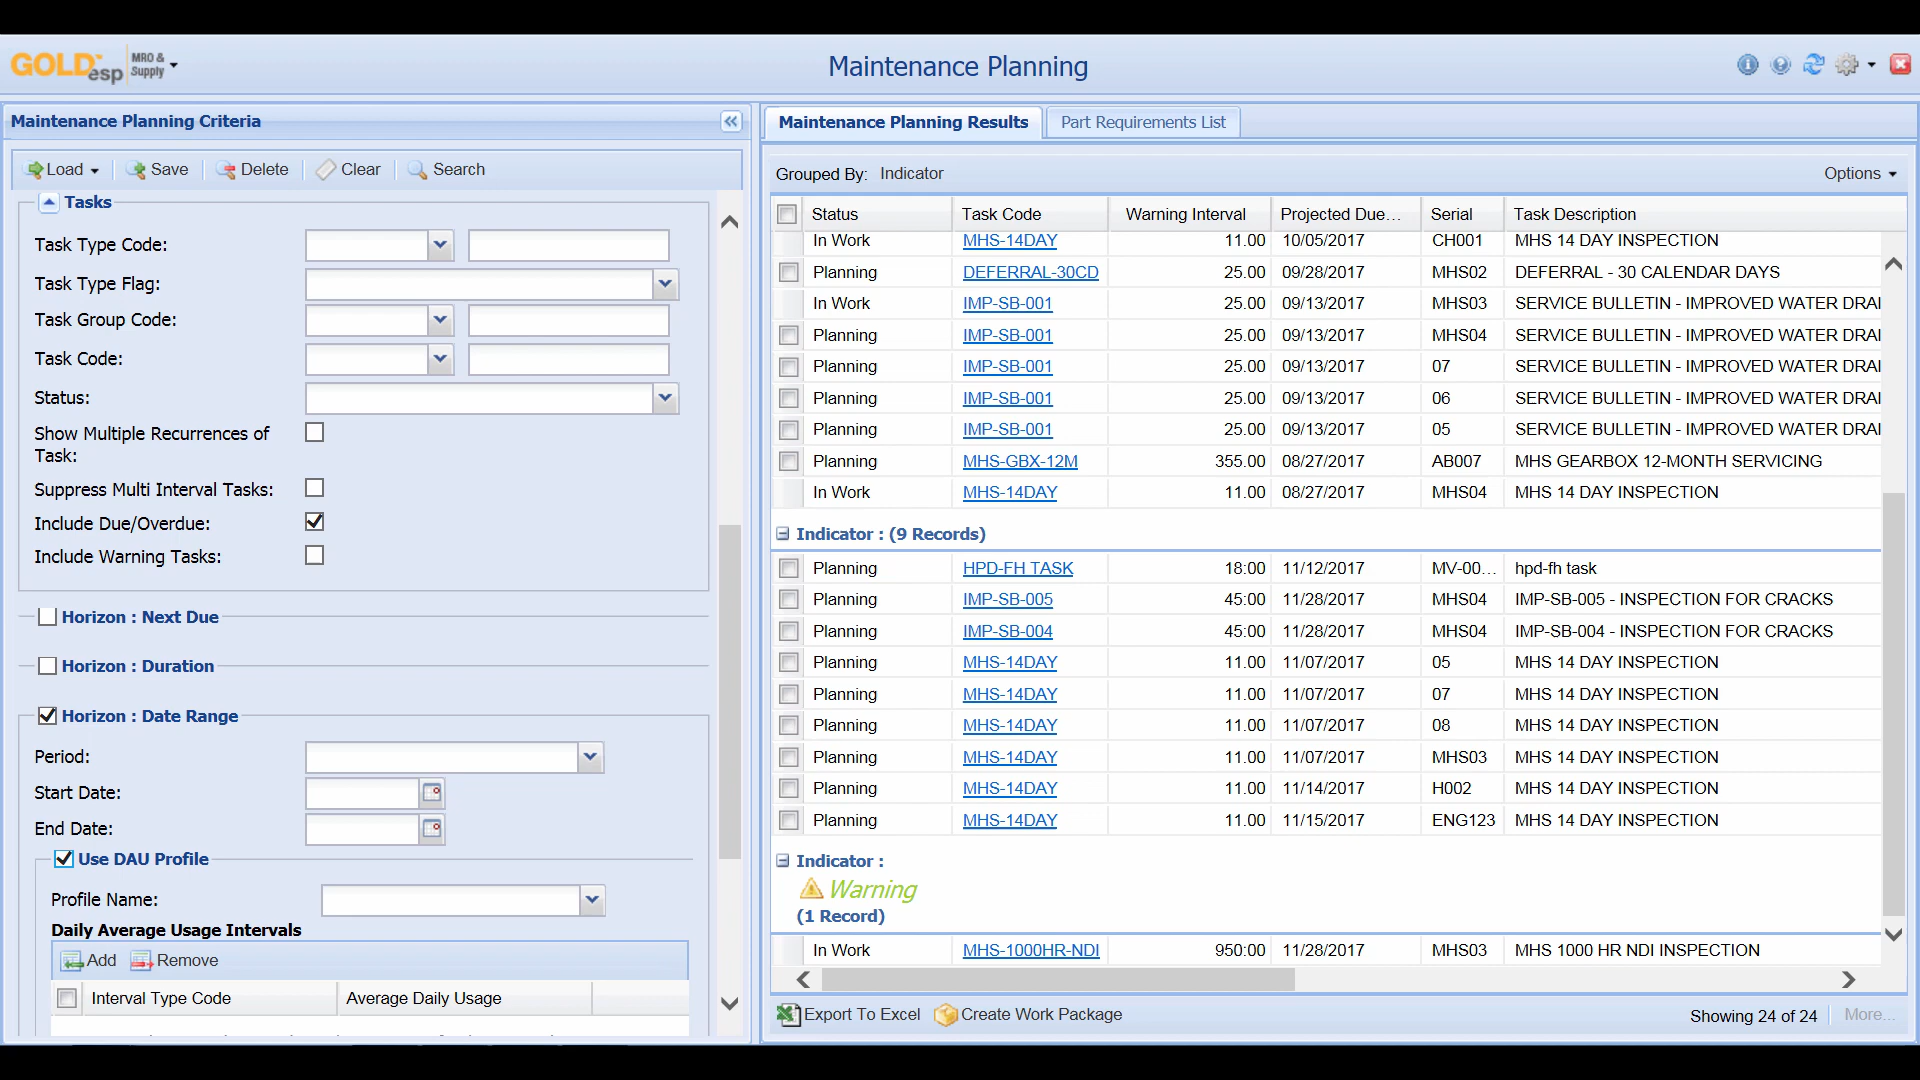 GOLDesp MRO & Supply
Maintenance Planning
Maintenance Planning Criteria
Load Save Delete Clear Search
Tasks
Task Type Code:
Task Type Flag:
Task Group Code:
Task Code:
Status:
Show Multiple Recurrences of
Task:
Suppress Multi Interval Tasks:
Include Due/Overdue:
Include Warning Tasks:
Horizon : Next Due
Horizon : Duration
Horizon : Date Range
Period:
Start Date:
End Date:
Use DAU Profile
Profile Name:
Daily Average Usage Intervals
Add Remove
Interval Type Code Average Daily Usage
Maintenance Planning Results Part Requirements List
Grouped By: Indicator Options
Status Task Code Warning Interval Projected Due... Serial Task Description
In Work MHS-14DAY 11.00 10/05/2017 CH001 MHS 14 DAY INSPECTION
Planning DEFERRAL-30CD 25.00 09/28/2017 MHS02 DEFERRAL - 30 CALENDAR DAYS
In Work IMP-SB-001 25.00 09/13/2017 MHS03 SERVICE BULLETIN - IMPROVED WATER DRAI
Planning IMP-SB-001 25.00 09/13/2017 MHS04 SERVICE BULLETIN - IMPROVED WATER DRAI
Planning IMP-SB-001 25.00 09/13/2017 07 SERVICE BULLETIN - IMPROVED WATER DRAI
Planning IMP-SB-001 25.00 09/13/2017 06 SERVICE BULLETIN - IMPROVED WATER DRAI
Planning IMP-SB-001 25.00 09/13/2017 05 SERVICE BULLETIN - IMPROVED WATER DRAI
Planning MHS-GBX-12M 355.00 08/27/2017 AB007 MHS GEARBOX 12-MONTH SERVICING
In Work MHS-14DAY 11.00 08/27/2017 MHS04 MHS 14 DAY INSPECTION
Indicator : (9 Records)
Planning HPD-FH TASK 18:00 11/12/2017 MV-00... hpd-fh task
Planning IMP-SB-005 45:00 11/28/2017 MHS04 IMP-SB-005 - INSPECTION FOR CRACKS
Planning IMP-SB-004 45:00 11/28/2017 MHS04 IMP-SB-004 - INSPECTION FOR CRACKS
Planning MHS-14DAY 11.00 11/07/2017 05 MHS 14 DAY INSPECTION
Planning MHS-14DAY 11.00 11/07/2017 07 MHS 14 DAY INSPECTION
Planning MHS-14DAY 11.00 11/07/2017 08 MHS 14 DAY INSPECTION
Planning MHS-14DAY 11.00 11/07/2017 MHS03 MHS 14 DAY INSPECTION
Planning MHS-14DAY 11.00 11/14/2017 H002 MHS 14 DAY INSPECTION
Planning MHS-14DAY 11.00 11/15/2017 ENG123 MHS 14 DAY INSPECTION
Indicator :
Warning
(1 Record)
In Work MHS-1000HR-NDI 950:00 11/28/2017 MHS03 MHS 1000 HR NDI INSPECTION
Export To Excel Create Work Package Showing 24 of 24 More...